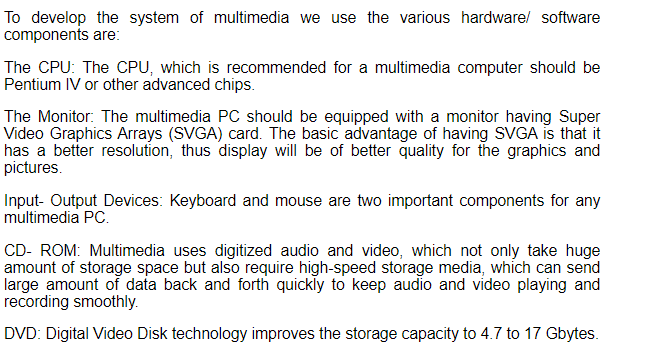 To develop the system of multimedia we use the various hardware/ software
components are:
The CPU: The CPU, which is recommended for a multimedia computer should be
Pentium IV or other advanced chips.
The Monitor: The multimedia PC should be equipped with a monitor having Super
Video Graphics Arrays (SVGA) card. The basic advantage of having SVGA is that it
has a better resolution, thus display will be of better quality for the graphics and
pictures.
Input- Output Devices: Keyboard and mouse are two important components for any
multimedia PC.
CD- ROM: Multimedia uses digitized audio and video, which not only take huge
amount of storage space but also require high-speed storage media, which can send
large amount of data back and forth quickly to keep audio and video playing and
recording smoothly.
DVD: Digital Video Disk technology improves the storage capacity to 4.7 to 17 Gbytes.